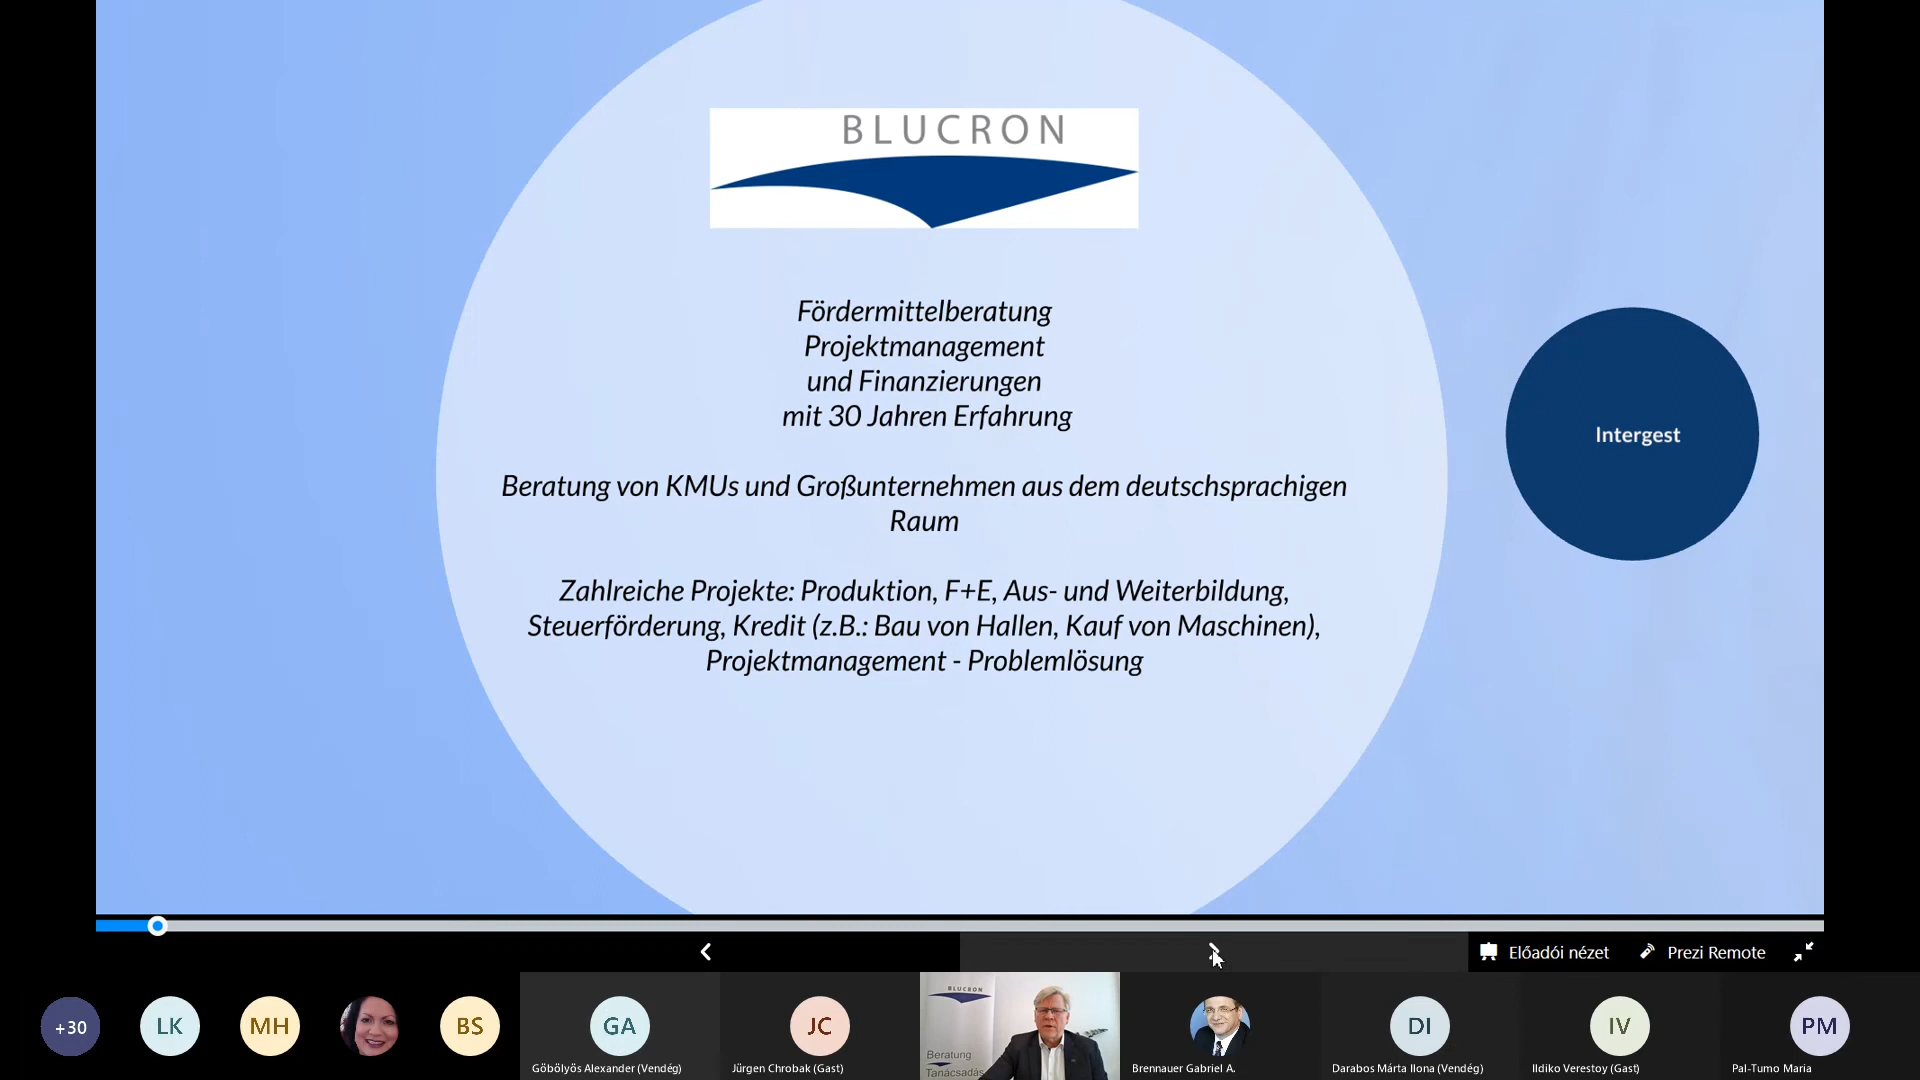 BLUCRON
Fördermittelberatung
Projektmanagement
und Finanzierungen
mit 30 Jahren Erfahrung
Beratung von KMUs und Großunternehmen aus dem deutschsprachigen
Raum
Zahlreiche Projekte: Produktion, F+E, Aus- und Weiterbildung,
Steuerförderung, Kredit (z.B.: Bau von Hallen, Kauf von Maschinen),
Projektmanagement - Problemlösung
Intergest
Előadói nézet
Prezi Remote
+30
LK
MH
BS
GA
Göbölyös Alexander (Vendég)
JC
Jürgen Chrobak (Gast)
BLUCRON
Beratung
Tanácsadás
Brennauer Gabriel A.
DI
Darabos Márta Ilona (Vendég)
IV
Ildiko Verestoy (Gast)
PM
Pal-Tumo Maria